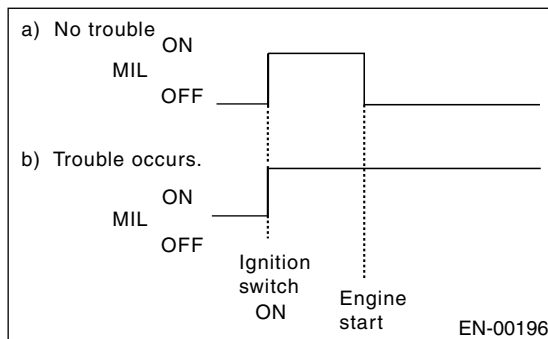 a) No trouble
ON
MIL
OFF
b) Trouble occurs.
ON
MIL
OFF
Ignition
switch
ON
Engine
start
EN-00196